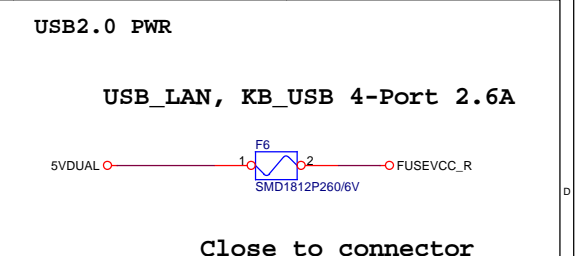 USB2.0 PWR
USB_LAN, KB_USB 4-Port 2.6A
F6
5VDUAL 1 2 FUSEVCC_R
SMD1812P260/6V
D
Close to connector